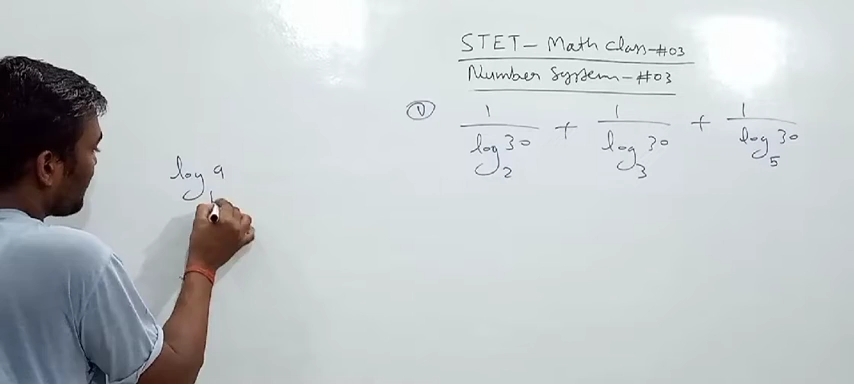 STET- Math class-#03
Number System-#03
① 1/log₂30 + 1/log₃30 + 1/log₅30
log a